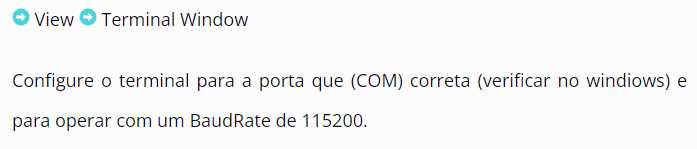 View Terminal Window
Configure o terminal para a porta que (COM) correta (verificar no windiows) e
para operar com um BaudRate de 115200.